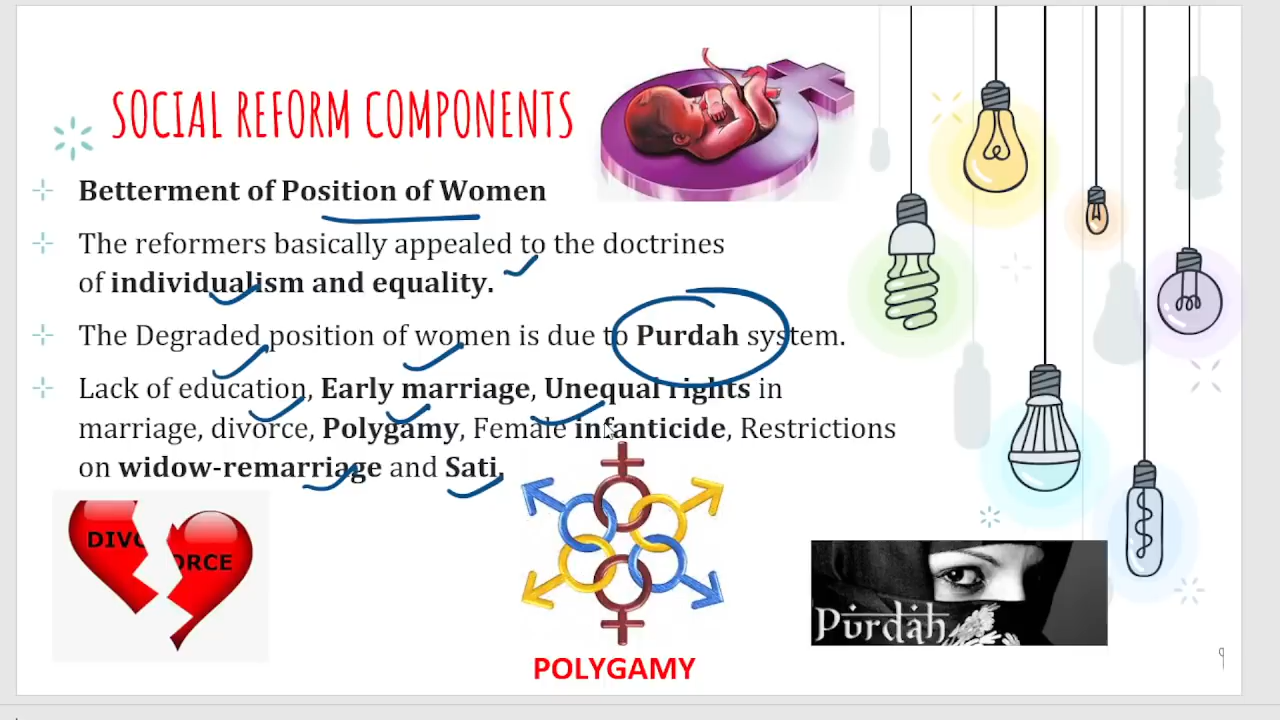 SOCIAL REFORM COMPONENTS
Betterment of Position of Women
The reformers basically appealed to the doctrines
of individualism and equality.
The Degraded position of women is due to Purdah system.
Lack of education, Early marriage, Unequal rights in
marriage, divorce, Polygamy, Female infanticide, Restrictions
on widow-remarriage and Sati.
DIVORCE
POLYGAMY
Purdah
9